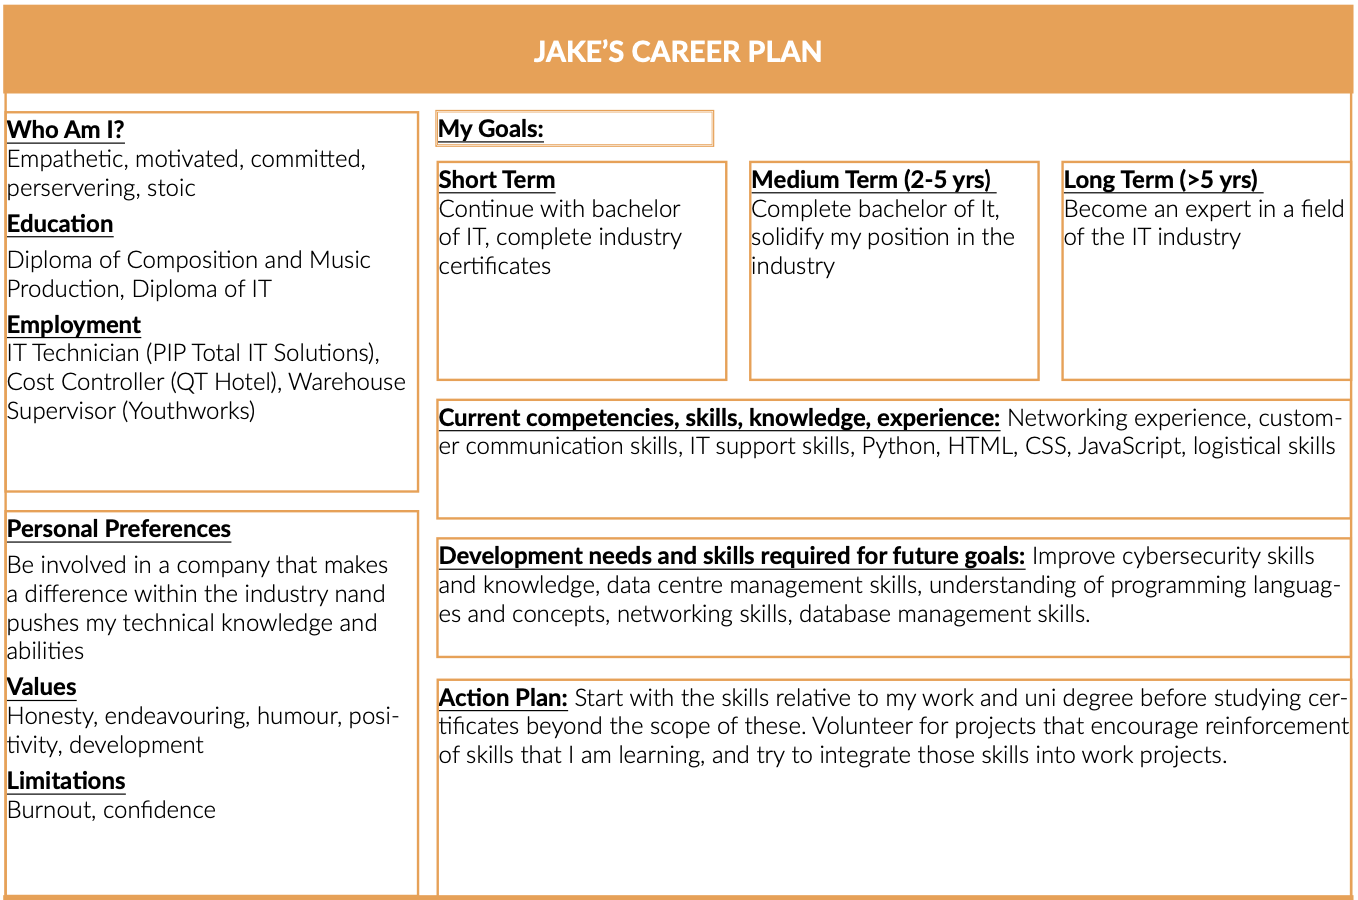 JAKE’S CAREER PLAN
Who Am I?
Empathetic, motivated, committed,
perservering, stoic
Education
Diploma of Composition and Music
Production, Diploma of IT
Employment
IT Technician (PIP Total IT Solutions),
Cost Controller (QT Hotel), Warehouse
Supervisor (Youthworks)
Personal Preferences
Be involved in a company that makes
a difference within the industry nand
pushes my technical knowledge and
abilities
Values
Honesty, endeavouring, humour, posi-
tivity, development
Limitations
Burnout, confidence
My Goals:
Short Term
Continue with bachelor
of IT, complete industry
certificates
Medium Term (2-5 yrs)
Complete bachelor of It,
solidify my position in the
industry
Long Term (>5 yrs)
Become an expert in a field
of the IT industry
Current competencies, skills, knowledge, experience: Networking experience, custom-
er communication skills, IT support skills, Python, HTML, CSS, JavaScript, logistical skills
Development needs and skills required for future goals: Improve cybersecurity skills
and knowledge, data centre management skills, understanding of programming languag-
es and concepts, networking skills, database management skills.
Action Plan: Start with the skills relative to my work and uni degree before studying cer-
tificates beyond the scope of these. Volunteer for projects that encourage reinforcement
of skills that I am learning, and try to integrate those skills into work projects.